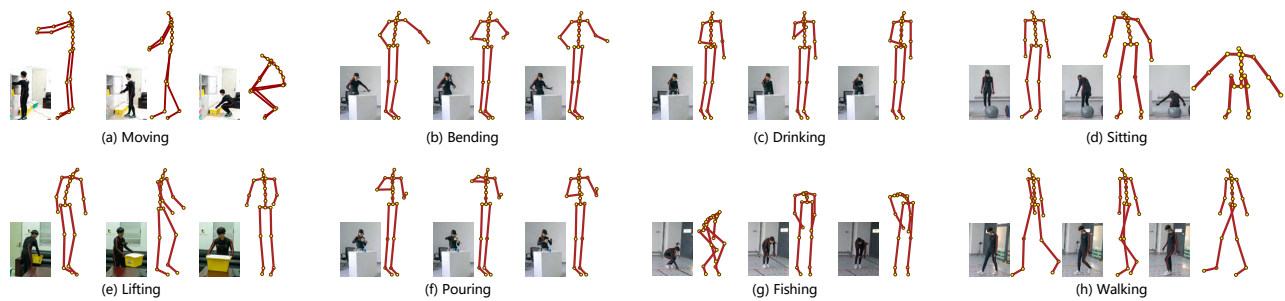 (a) Moving
(b) Bending
(c) Drinking
(d) Sitting
(e) Lifting
(f) Pouring
(g) Fishing
(h) Walking